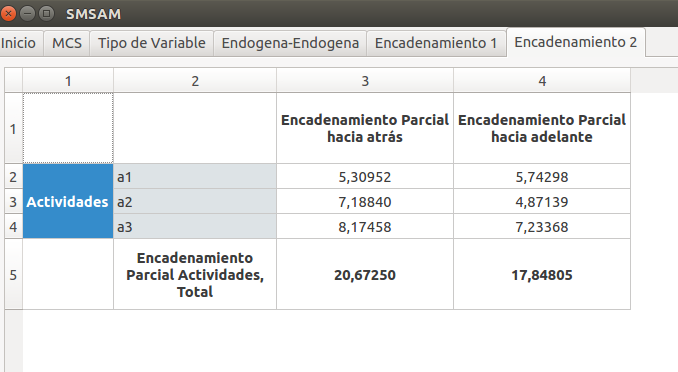 SMSAM
Inicio MCS Tipo de Variable Endogena-Endogena Encadenamiento 1 Encadenamiento 2
1 2 3 4
1 Encadenamiento Parcial hacia atrás Encadenamiento Parcial hacia adelante
2 a1 5,30952 5,74298
3 Actividades a2 7,18840 4,87139
4 a3 8,17458 7,23368
5 Encadenamiento Parcial Actividades, Total 20,67250 17,84805